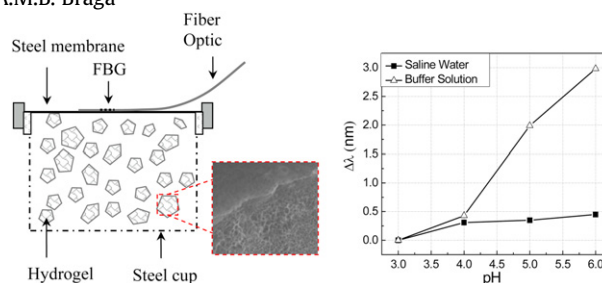 A.M.B. Braga
Steel membrane
FBG
Fiber
Optic
Hydrogel
Steel cup
Saline Water
Buffer Solution
Δλ (nm)
3.0
2.5
2.0
1.5
1.0
0.5
0.0
3.0 3.5 4.0 4.5 5.0 5.5 6.0
pH